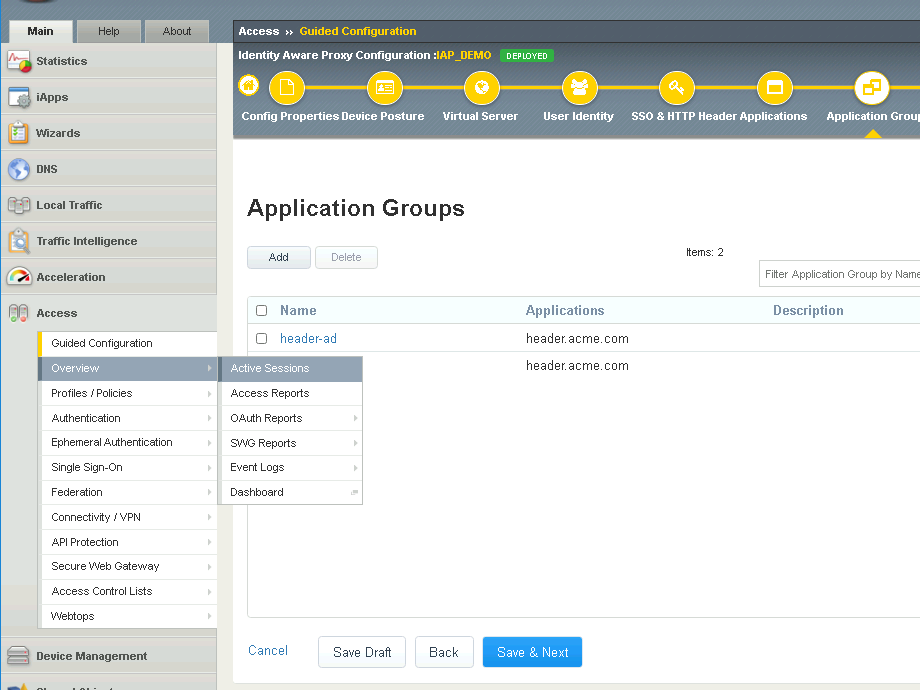 Main
Help
About
Statistics
iApps
Wizards
DNS
Local Traffic
Traffic Intelligence
Acceleration
Access
Guided Configuration
Overview
Profiles / Policies
Authentication
Ephemeral Authentication
Single Sign-On
Federation
Connectivity / VPN
API Protection
Secure Web Gateway
Access Control Lists
Webtops
Device Management
Active Sessions
Access Reports
OAuth Reports
SWG Reports
Event Logs
Dashboard
Access ›› Guided Configuration
Identity Aware Proxy Configuration :IAP_DEMO DEPLOYED
Config Properties
Device Posture
Virtual Server
User Identity
SSO & HTTP Header
Applications
Application Grou
Application Groups
Add
Delete
Items: 2
Filter Application Group by Name
Name Applications Description
header-ad header.acme.com
header.acme.com
Cancel
Save Draft
Back
Save & Next